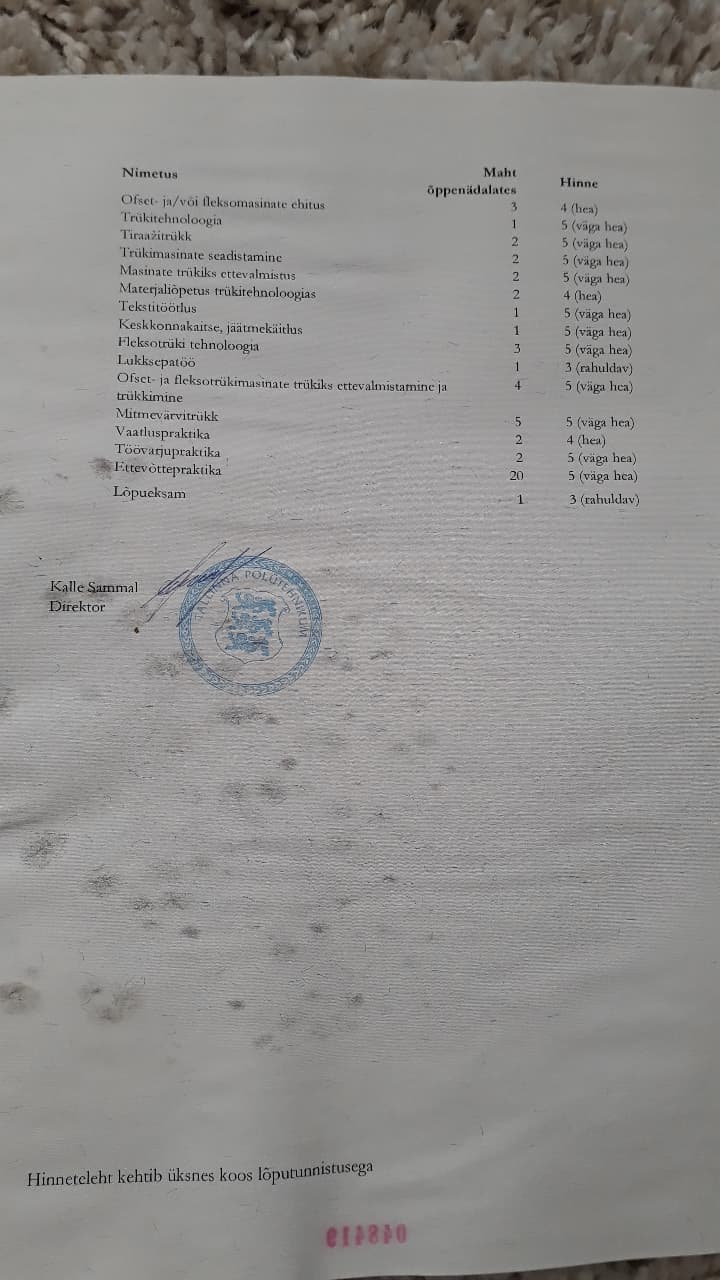 Nimetus Maht Hinne
õppenädalates
Ofset- ja/või fleksomasinate ehitus 3 4 (hea)
Trükitehnoloogia 1 5 (väga hea)
Tiraažitrükk 2 5 (väga hea)
Trükimasinate seadistamine 2 5 (väga hea)
Masinate trükiks ettevalmistus 2 5 (väga hea)
Materjaliõpetus trükitehnoloogias 2 4 (hea)
Tekstitöötlus 1 5 (väga hea)
Keskkonnakaitse, jäätmekäitlus 1 5 (väga hea)
Fleksotrüki tehnoloogia 3 5 (väga hea)
Lukksepatöö 1 3 (rahuldav)
Ofset- ja fleksotrükimasinate trükiks ettevalmistamine ja 4 5 (väga hea)
trükkimine
Mitmevärvitrükk 5 5 (väga hea)
Vaatluspraktika 2 4 (hea)
Töövarjupraktika 2 5 (väga hea)
Ettevõttepraktika 20 5 (väga hea)
Lõpueksam 1 3 (rahuldav)
Kalle Sammal
Direktor
TALLINNA POLÜTEHNIKUM
Hinneteleht kehtib üksnes koos lõputunnistusega
048419